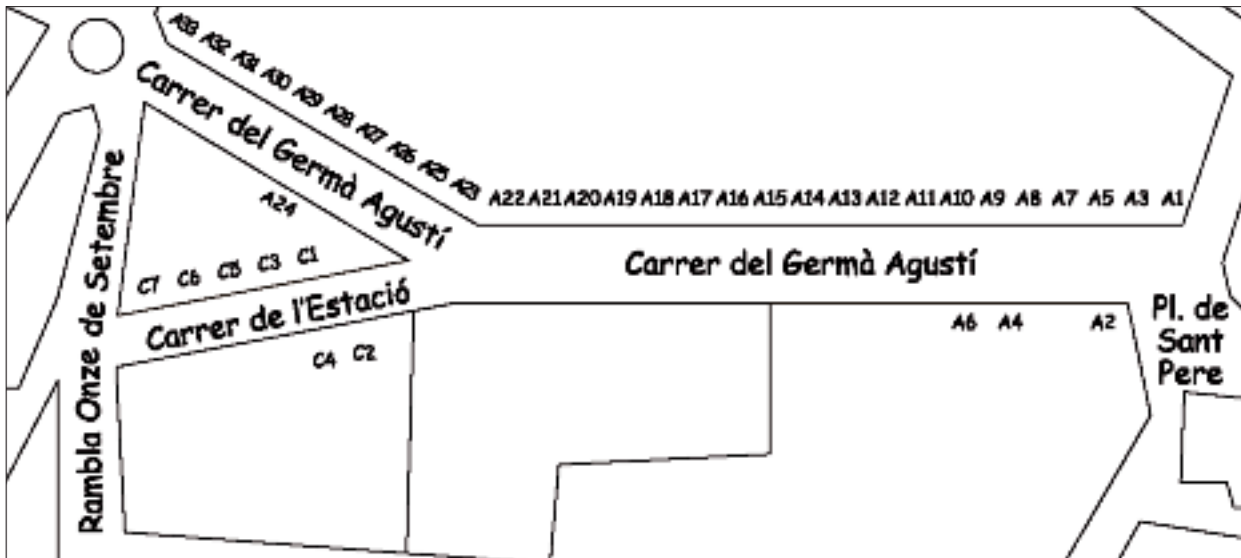 A33 A32 A31 A30 A29 A28 A27 A26 A25 A23
A22 A21 A20 A19 A18 A17 A16 A15 A14 A13 A12 A11 A10 A9 A8 A7 A5 A3 A1
Carrer del Germà Agustí
A24
Carrer del Germà Agustí
C7 C6 C5 C3 C1
Carrer de l'Estació
C4 C2
A6 A4 A2
Pl. de
Sant
Pere
Rambla Onze de Setembre